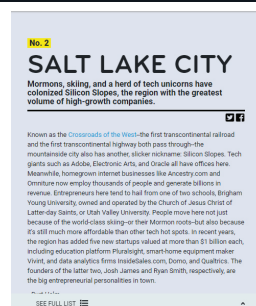 No. 2
SALT LAKE CITY
Mormons, skiing, and a herd of tech unicorns have
colonized Silicon Slopes, the region with the greatest
volume of high-growth companies.
Known as the Crossroads of the West–the first transcontinental railroad
and the first transcontinental highway both pass through–the
mountainside city also has another, slicker nickname: Silicon Slopes. Tech
giants such as Adobe, Electronic Arts, and Oracle all have offices here.
Meanwhile, homegrown internet businesses like Ancestry.com and
Omniture now employ thousands of people and generate billions in
revenue. Entrepreneurs here tend to hail from one of two schools, Brigham
Young University, owned and operated by the Church of Jesus Christ of
Latter-day Saints, or Utah Valley University. People move here not just
because of the world-class skiing–or their Mormon roots–but also because
it's still much more affordable than other tech hot spots. In recent years,
the region has added five new startups valued at more than $1 billion each,
including education platform Pluralsight, smart-home equipment maker
Vivint, and data analytics firms InsideSales.com, Domo, and Qualtrics. The
founders of the latter two, Josh James and Ryan Smith, respectively, are
the big entrepreneurial personalities in town.
SEE FULL LIST